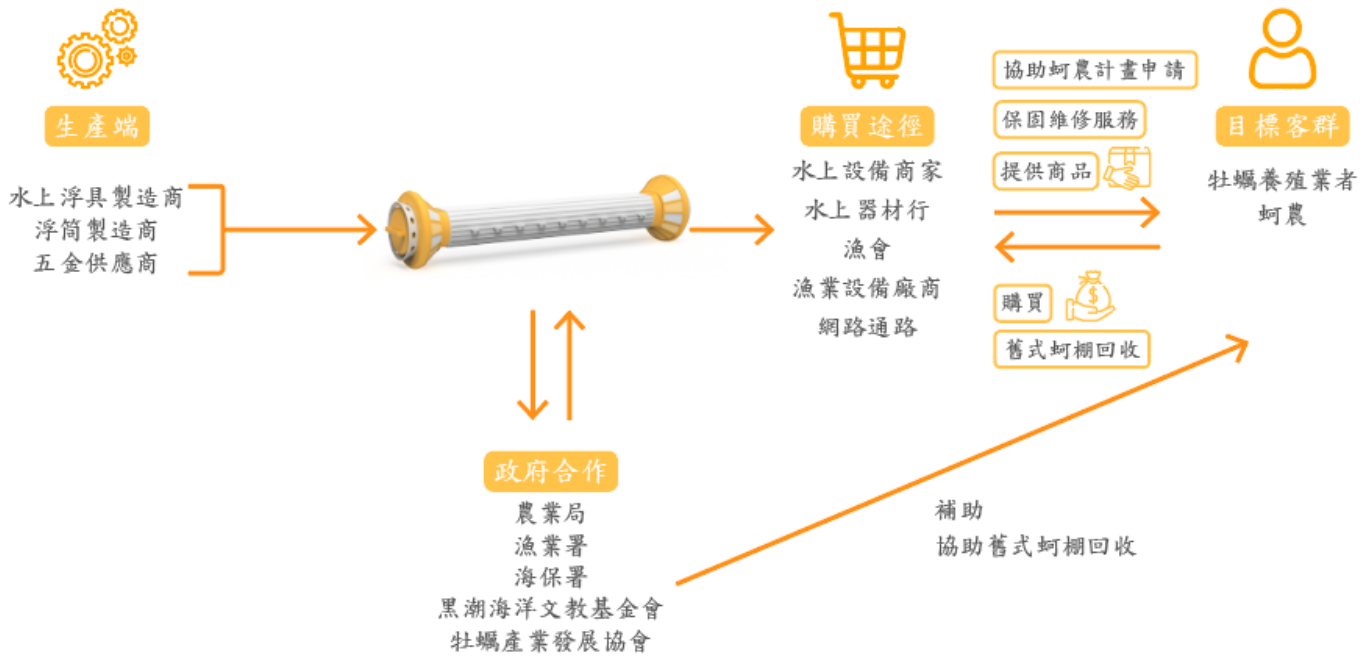 生產端
水上浮具製造商
浮筒製造商
五金供應商
購買途徑
水上設備商家
水上器材行
漁會
漁業設備廠商
網路通路
協助蚵農計畫申請
保固維修服務
提供商品
$
購買
舊式蚵棚回收
目標客群
牡蠣養殖業者
蚵農
政府合作
農業局
漁業署
海保署
黑潮海洋文教基金會
牡蠣產業發展協會
補助
協助舊式蚵棚回收